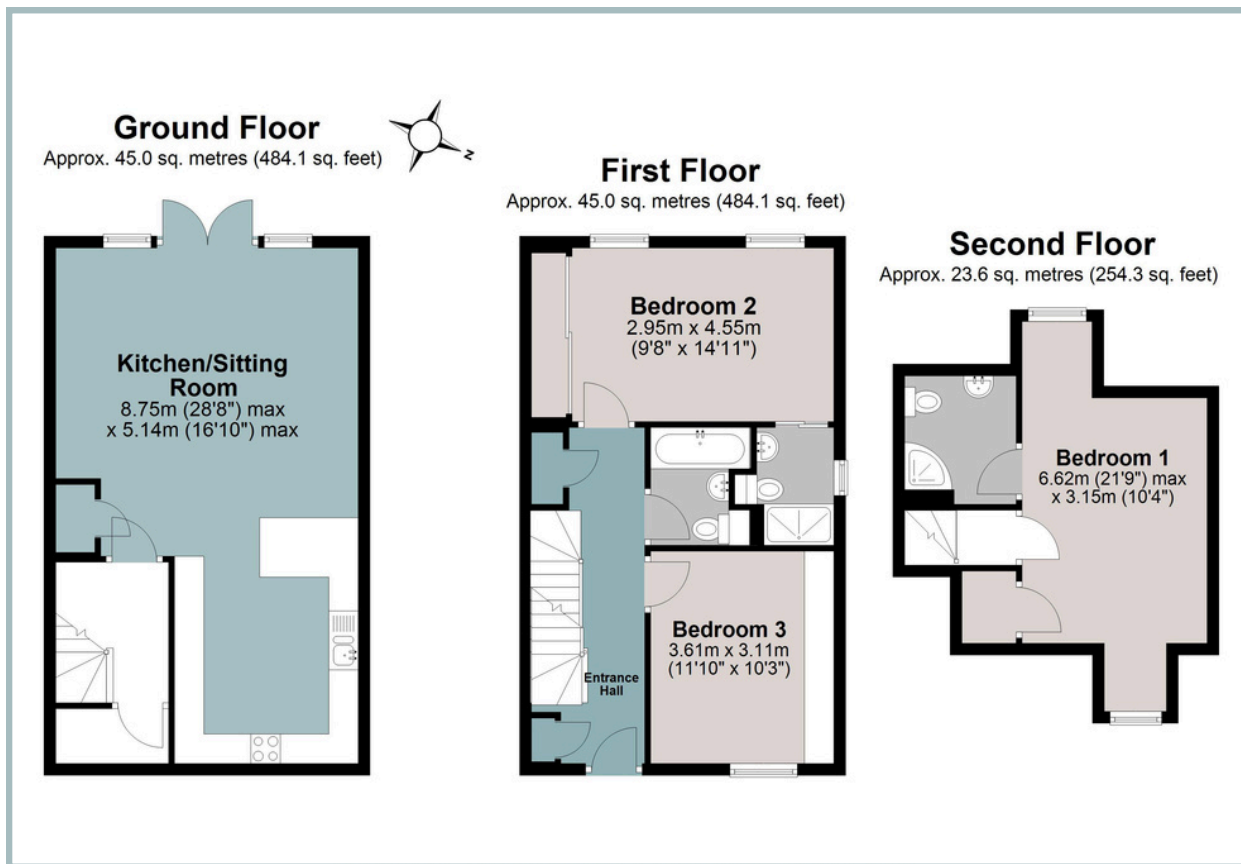 Ground Floor
Approx. 45.0 sq. metres (484.1 sq. feet)
N
Kitchen/Sitting
Room
8.75m (28'8") max
x 5.14m (16'10") max
First Floor
Approx. 45.0 sq. metres (484.1 sq. feet)
Bedroom 2
2.95m x 4.55m
(9'8" x 14'11")
Bedroom 3
3.61m x 3.11m
(11'10" x 10'3")
Entrance
Hall
Second Floor
Approx. 23.6 sq. metres (254.3 sq. feet)
Bedroom 1
6.62m (21'9") max
x 3.15m (10'4")